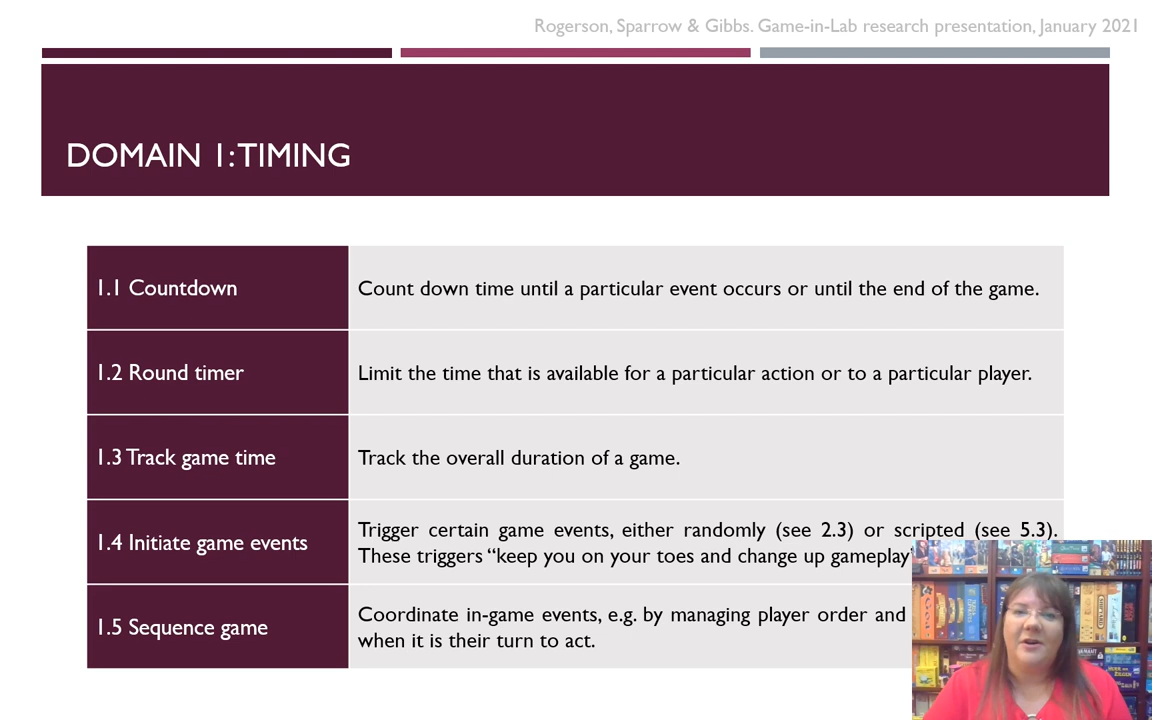 Rogerson, Sparrow & Gibbs. Game-in-Lab research presentation, January 2021
DOMAIN 1: TIMING
1.1 Countdown
Count down time until a particular event occurs or until the end of the game.
1.2 Round timer
Limit the time that is available for a particular action or to a particular player.
1.3 Track game time
Track the overall duration of a game.
1.4 Initiate game events
Trigger certain game events, either randomly (see 2.3) or scripted (see 5.3).
These triggers “keep you on your toes and change up gameplay”
1.5 Sequence game
Coordinate in-game events, e.g. by managing player order and
when it is their turn to act.